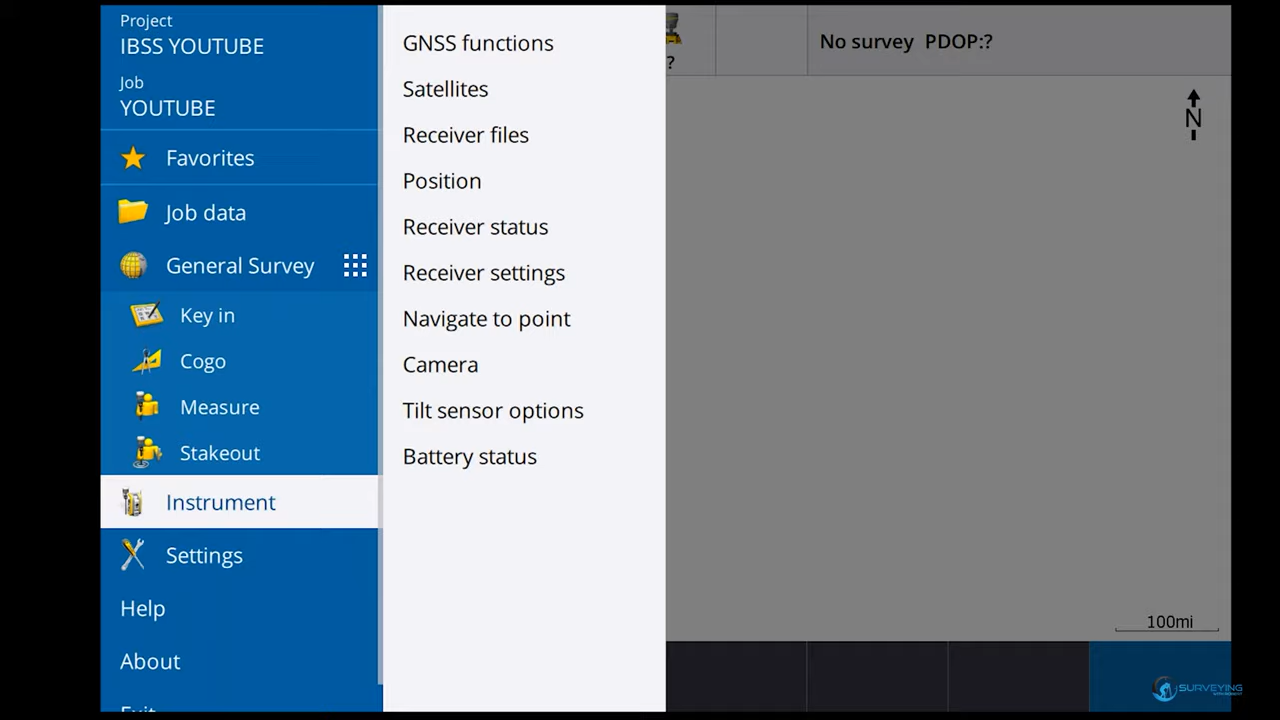 Project
IBSS YOUTUBE
Job
YOUTUBE
Favorites
Job data
General Survey
Key in
Cogo
Measure
Stakeout
Instrument
Settings
Help
About
Exit
GNSS functions
Satellites
Receiver files
Position
Receiver status
Receiver settings
Navigate to point
Camera
Tilt sensor options
Battery status
?
No survey PDOP:?
N
100mi
SURVEYING